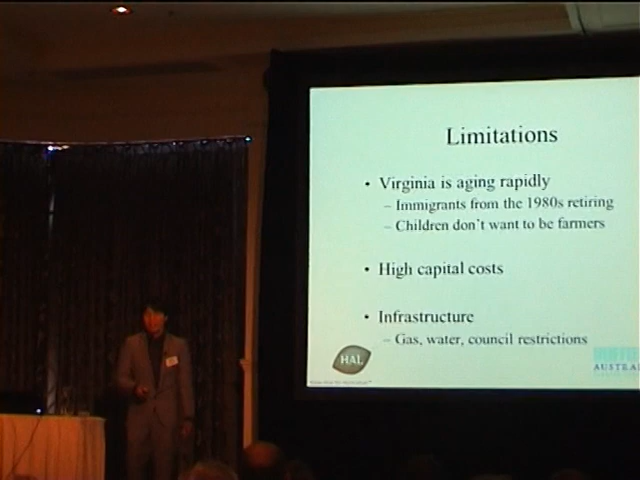 Limitations
• Virginia is aging rapidly
– Immigrants from the 1980s retiring
– Children don't want to be farmers
• High capital costs
• Infrastructure
– Gas, water, council restrictions
HAL